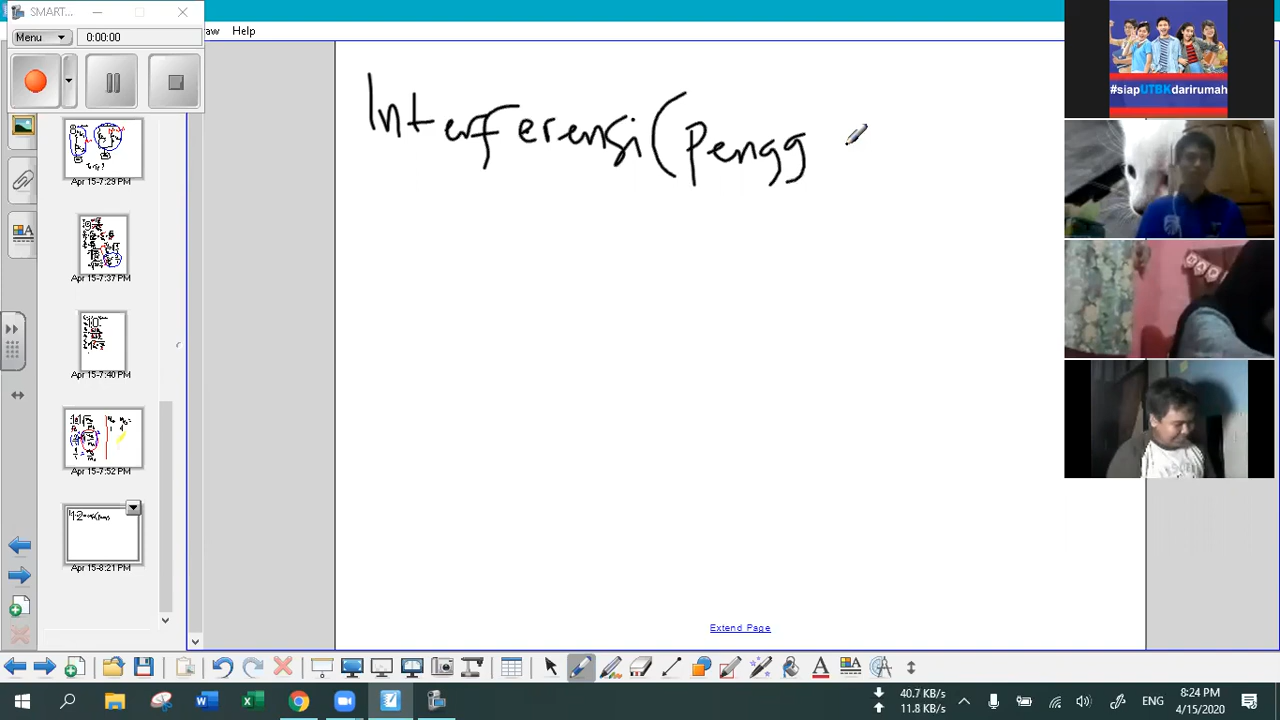 SMART...
Menu
0:00:00
raw Help
Interferensi (Pengg
#siapUTBKdarirumah
Apr 15-7:29 PM
Apr 15-7:37 PM
Apr 15-7:40 PM
Apr 15-7:52 PM
Apr 15-8:21 PM
Extend Page
40.7 KB/s
11.8 KB/s
ENG
8:24 PM
4/15/2020